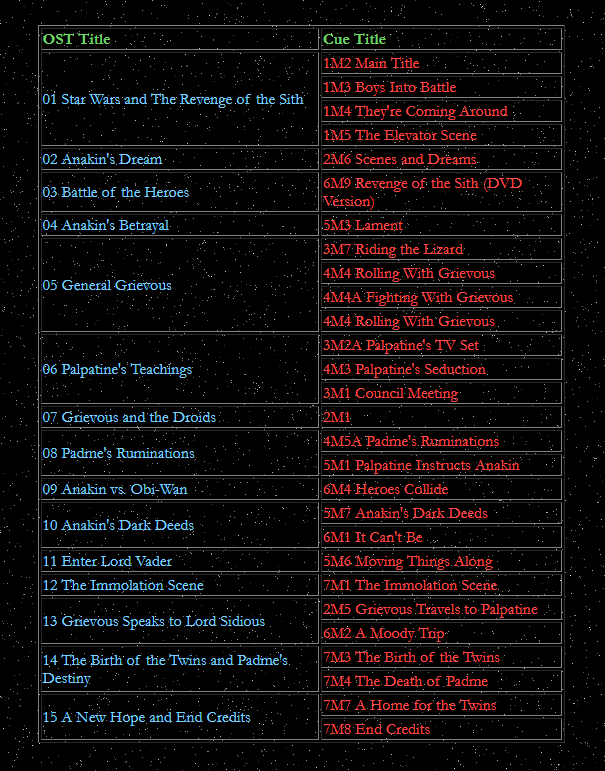 OST Title
Cue Title
01 Star Wars and The Revenge of the Sith
1M2 Main Title
1M3 Boys Into Battle
1M4 They're Coming Around
1M5 The Elevator Scene
02 Anakin's Dream
2M6 Scenes and Dreams
03 Battle of the Heroes
6M9 Revenge of the Sith (DVD
Version)
04 Anakin's Betrayal
5M3 Lament
05 General Grievous
3M7 Riding the Lizard
4M4 Rolling With Grievous
4M4A Fighting With Grievous
4M4 Rolling With Grievous
06 Palpatine's Teachings
3M2A Palpatine's TV Set
4M3 Palpatine's Seduction
3M1 Council Meeting
07 Grievous and the Droids
2M1
08 Padme's Ruminations
4M5A Padme's Ruminations
5M1 Palpatine Instructs Anakin
09 Anakin vs. Obi-Wan
6M4 Heroes Collide
10 Anakin's Dark Deeds
5M7 Anakin's Dark Deeds
6M1 It Can't Be
11 Enter Lord Vader
5M6 Moving Things Along
12 The Immolation Scene
7M1 The Immolation Scene
13 Grievous Speaks to Lord Sidious
2M5 Grievous Travels to Palpatine
6M2 A Moody Trip
14 The Birth of the Twins and Padme's
Destiny
7M3 The Birth of the Twins
7M4 The Death of Padme
15 A New Hope and End Credits
7M7 A Home for the Twins
7M8 End Credits